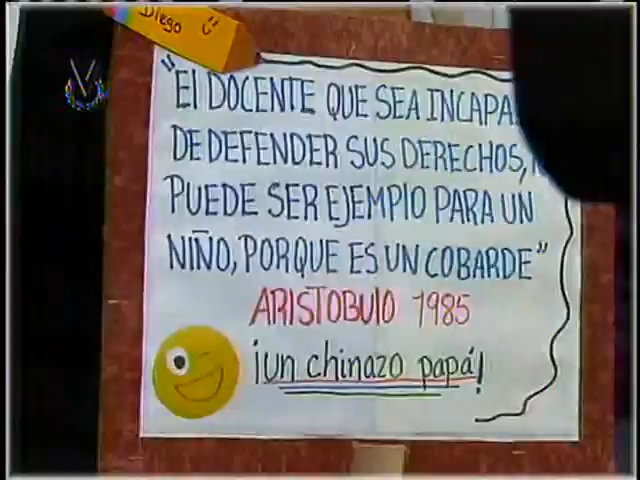 Diego
"El DOCENTE QUE SEA INCAPA
DE DEFENDER SUS DERECHOS,
PUEDE SER EJEMPlO PARA UN
NIÑO, PORQUE ES UN COBARDE"
ARISTOBUlO 1985
¡un chinazo papá!